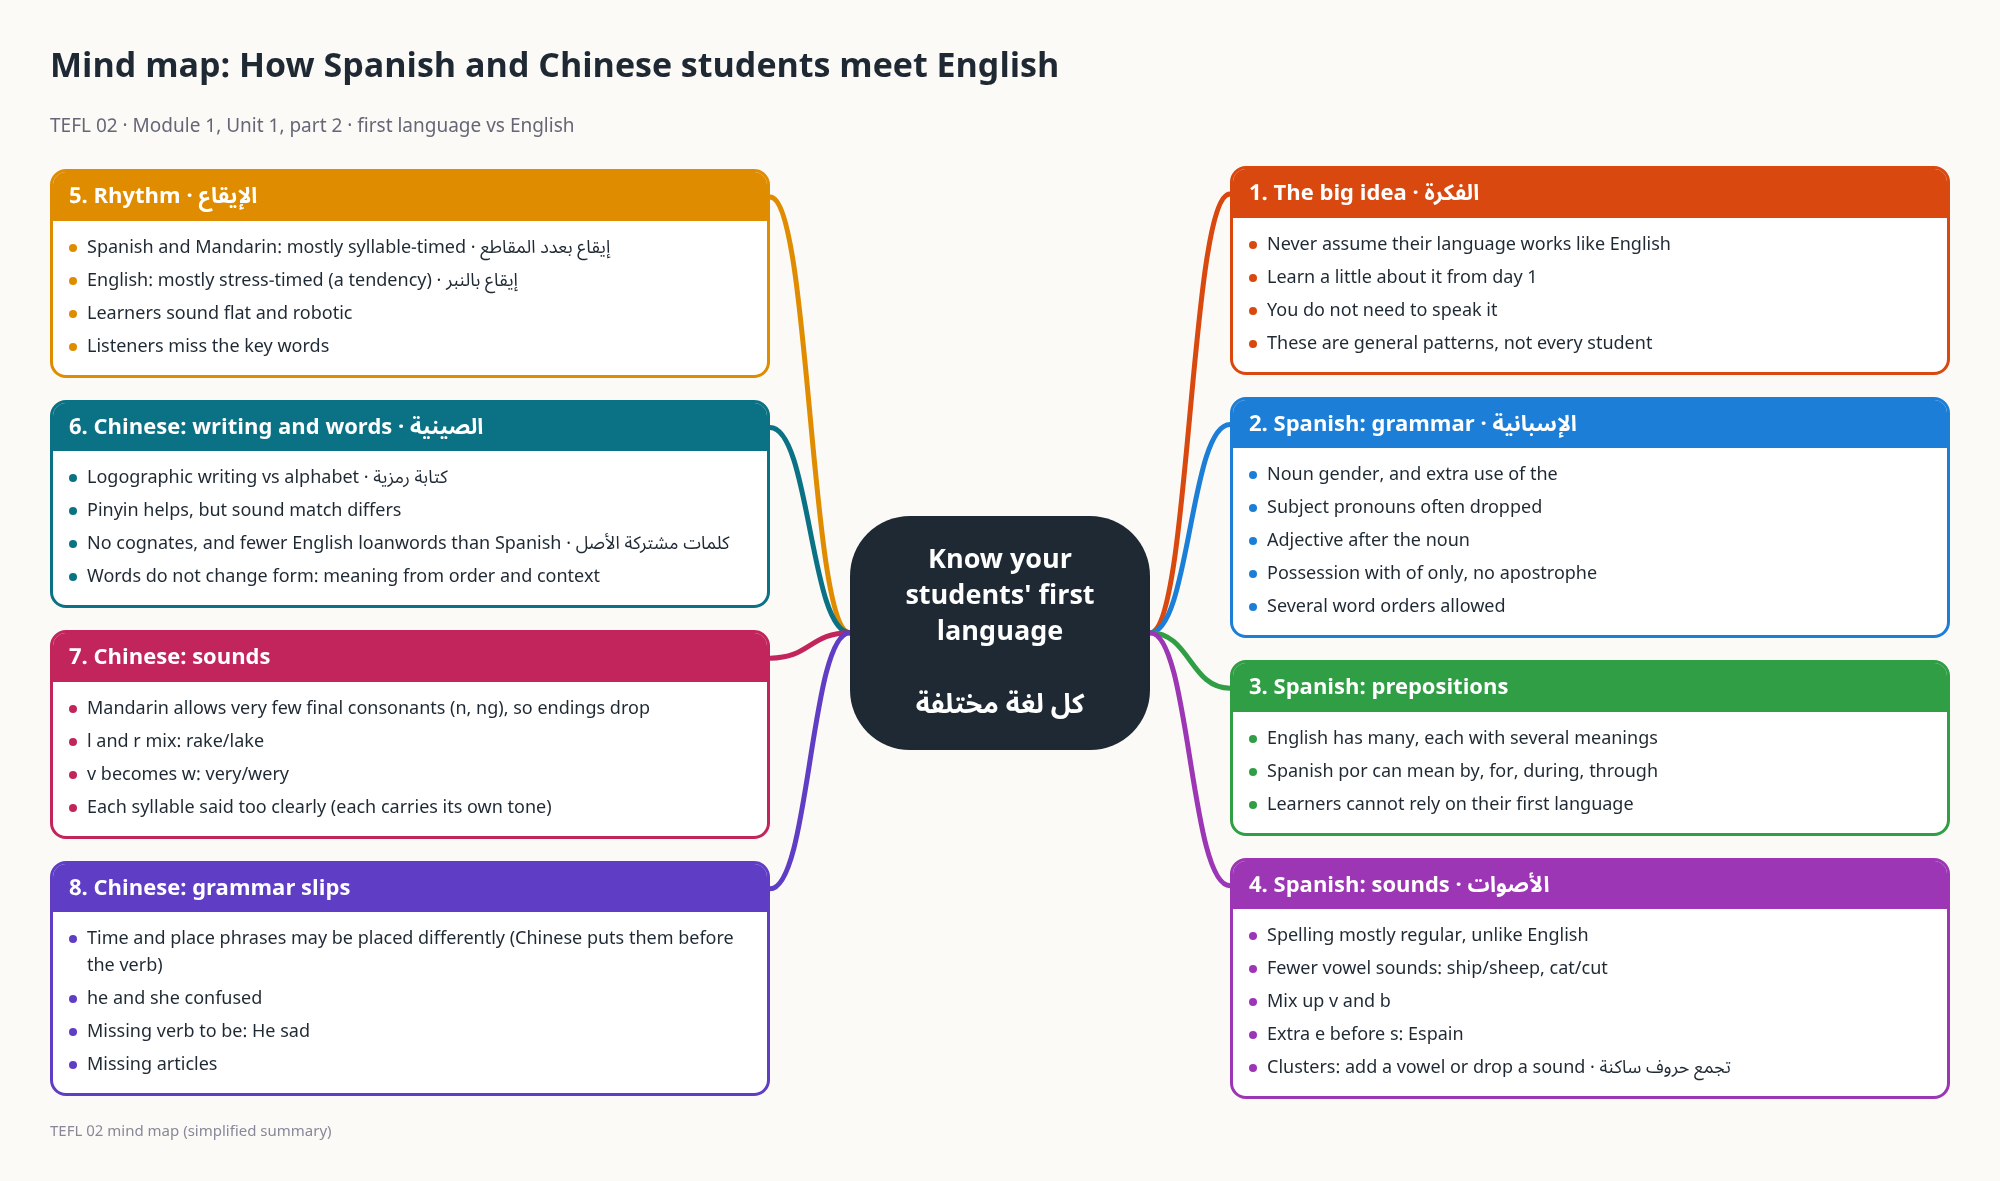 Mind map: How Spanish and Chinese students meet English
TEFL 02 · Module 1, Unit 1, part 2 · first language vs English
Know your
students' first
language
كل لغة مختلفة
1. The big idea · الفكرة
Never assume their language works like English
Learn a little about it from day 1
You do not need to speak it
These are general patterns, not every student
2. Spanish: grammar · الإسبانية
Noun gender, and extra use of the
Subject pronouns often dropped
Adjective after the noun
Possession with of only, no apostrophe
Several word orders allowed
3. Spanish: prepositions
English has many, each with several meanings
Spanish por can mean by, for, during, through
Learners cannot rely on their first language
4. Spanish: sounds · الأصوات
Spelling mostly regular, unlike English
Fewer vowel sounds: ship/sheep, cat/cut
Mix up v and b
Extra e before s: Espain
Clusters: add a vowel or drop a sound · تجمع حروف ساكنة
5. Rhythm · الإيقاع
Spanish and Mandarin: mostly syllable-timed · إيقاع بعدد المقاطع
English: mostly stress-timed (a tendency) · إيقاع بالنبر
Learners sound flat and robotic
Listeners miss the key words
6. Chinese: writing and words · الصينية
Logographic writing vs alphabet · كتابة رمزية
Pinyin helps, but sound match differs
No cognates, and fewer English loanwords than Spanish · كلمات مشتركة الأصل
Words do not change form: meaning from order and context
7. Chinese: sounds
Mandarin allows very few final consonants (n, ng), so endings drop
l and r mix: rake/lake
v becomes w: very/wery
Each syllable said too clearly (each carries its own tone)
8. Chinese: grammar slips
Time and place phrases may be placed differently (Chinese puts them before
the verb)
he and she confused
Missing verb to be: He sad
Missing articles
TEFL 02 mind map (simplified summary)